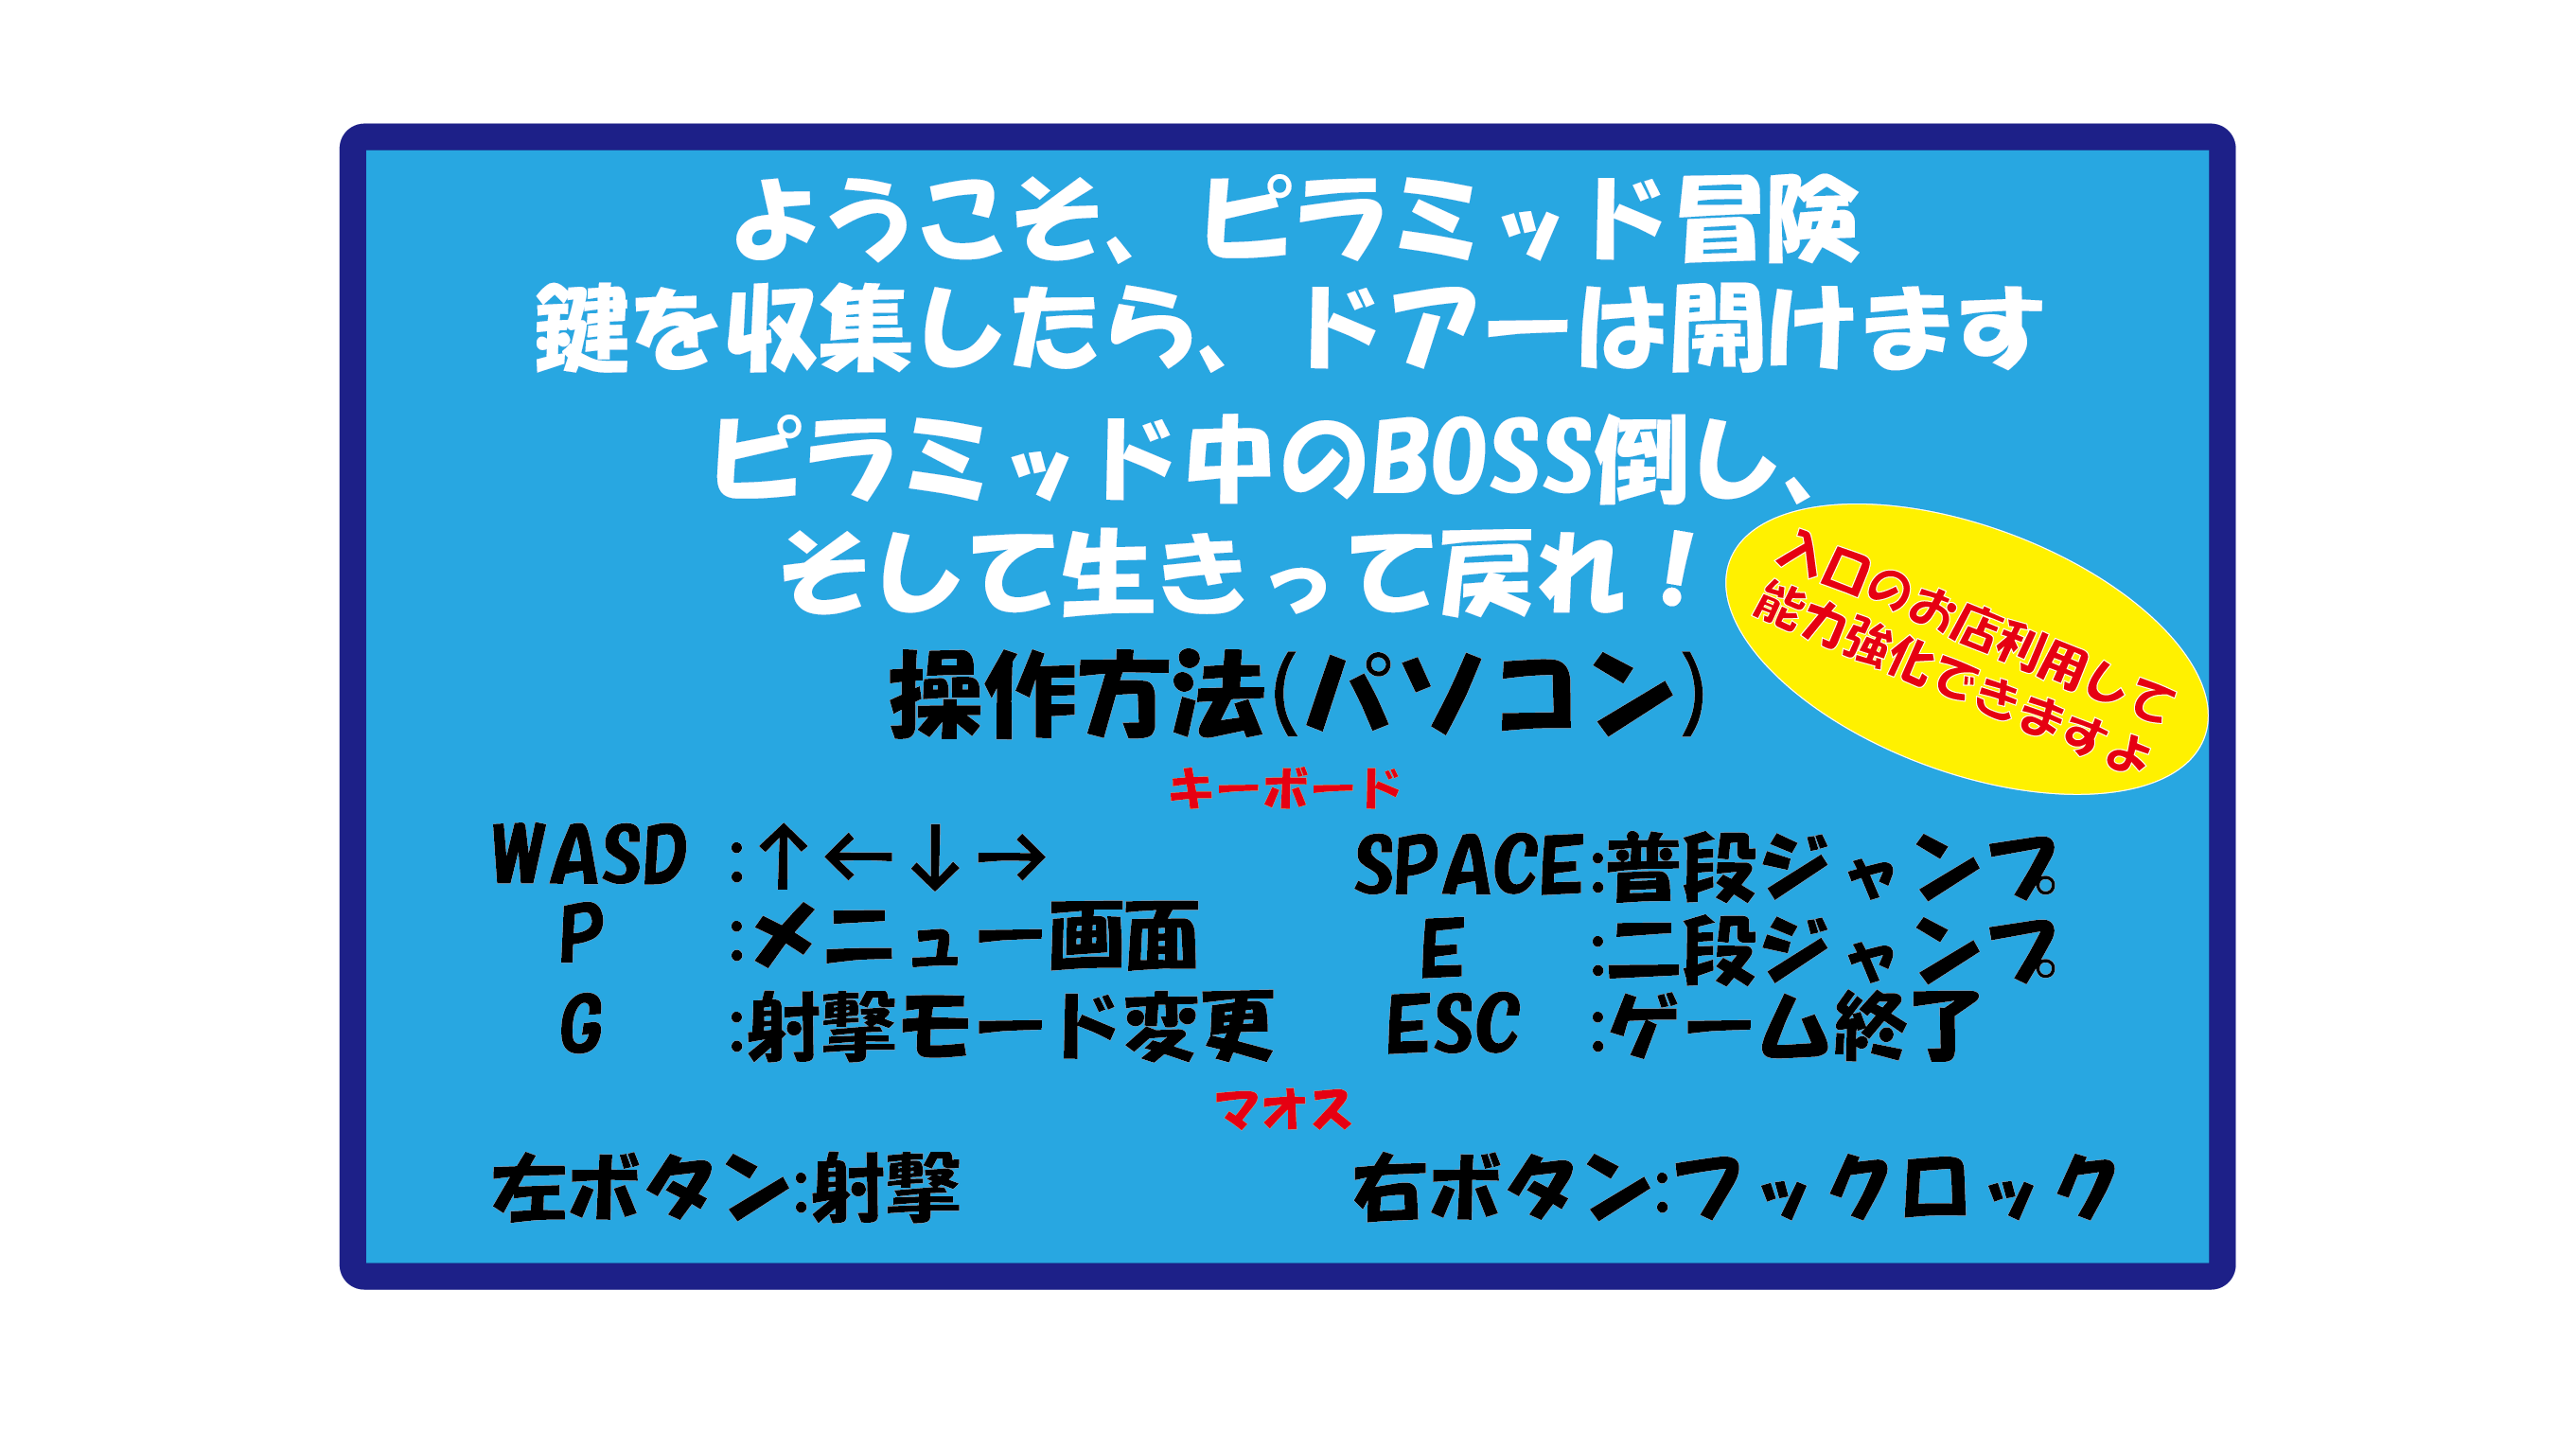 ようこそ、ピラミッド冒険
鍵を収集したら、ドアーは開けます
ピラミッド中のBOSS倒し、
そして生きって戻れ！
入口のお店利用して
能力強化できますよ
操作方法(パソコン)
キーボード
WASD :↑←↓→
SPACE:普段ジャンプ
P :メニュー画面
E :二段ジャンプ
G :射撃モード変更
ESC :ゲーム終了
マオス
左ボタン:射撃
右ボタン:フックロック